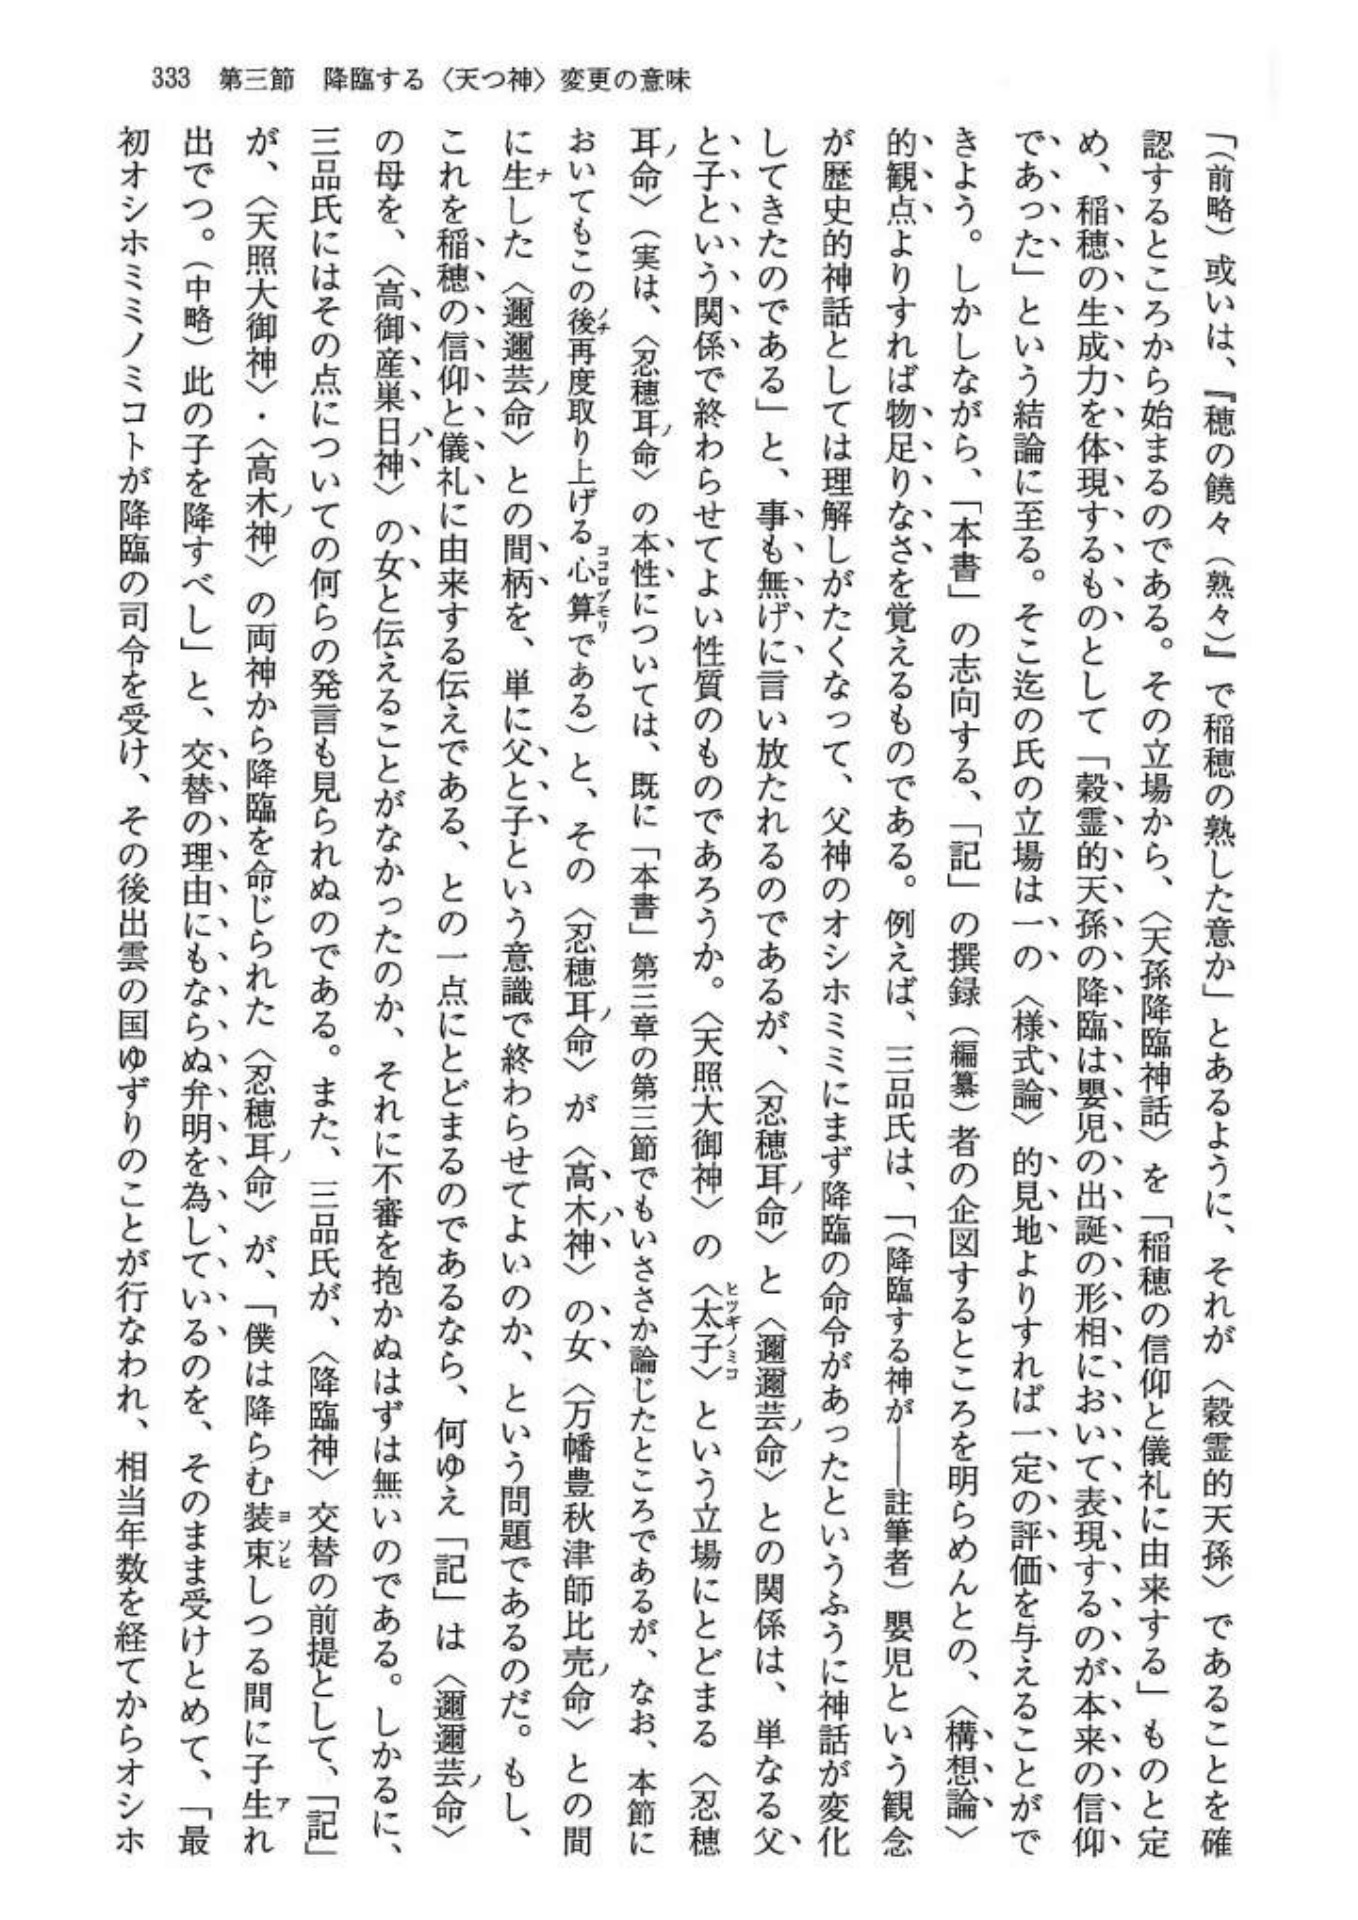 333 第三節 降臨する〈天つ神〉変更の意味
「(前略) 或いは、『穂の饒々 (熟々)』で稲穂の熟した意か」とあるように、それが〈穀霊的天孫〉であることを確
認するところから始まるのである。その立場から、〈天孫降臨神話〉を「稲穂の信仰と儀礼に由来する」ものと定
め、稲穂の生成力を体現するものとして「穀霊的天孫の降臨は嬰児の出誕の形相において表現するのが本来の信仰
であった」という結論に至る。そこ迄の氏の立場は一の〈様式論〉的見地よりすれば一定の評価を与えることがで
きよう。しかしながら、「本書」の志向する、「記」の撰録 (編纂) 者の企図するところを明らめんとの、〈構想論〉
的観点よりすれば物足りなさを覚えるものである。例えば、三品氏は、「(降臨する神が――註筆者) 嬰児という観念
が歴史的神話としては理解しがたくなって、父神のオシホミミにまず降臨の命令があったというふうに神話が変化
してきたのである」と、事も無げに言い放たれるのであるが、〈忍穂耳ノ命〉と〈邇邇芸ノ命〉との関係は、単なる父
と子という関係で終わらせてよい性質のものであろうか。〈天照大御神〉の〈太子ヒツギノミコ〉という立場にとどまる〈忍穂
耳ノ命〉(実は、〈忍穂耳ノ命〉の本性については、既に「本書」第三章の第三節でもいささか論じたところであるが、なお、本節に
おいてもこの後ノチ再度取り上げる心算ココロヅモリである) と、その〈忍穂耳ノ命〉が〈高木ノ神〉の女〈万幡豊秋津師比売ノ命〉との間
に生ナした〈邇邇芸ノ命〉との間柄を、単に父と子という意識で終わらせてよいのか、という問題であるのだ。もし、
これを稲穂の信仰と儀礼に由来する伝えである、との一点にとどまるのであるなら、何ゆえ「記」は〈邇邇芸ノ命〉
の母を、〈高御産巣日ノ神〉の女と伝えることがなかったのか、それに不審を抱かぬはずは無いのである。しかるに、
三品氏にはその点についての何らの発言も見られぬのである。また、三品氏が、〈降臨神〉交替の前提として、「記」
が、〈天照大御神〉・〈高木ノ神〉の両神から降臨を命じられた〈忍穂耳ノ命〉が、「僕は降らむ装束ヨソヒしつる間に子生アれ
出でつ。(中略) 此の子を降すべし」と、交替の理由にもならぬ弁明を為しているのを、そのまま受けとめて、「最
初オシホミミノミコトが降臨の司令を受け、その後出雲の国ゆずりのことが行なわれ、相当年数を経てからオシホ